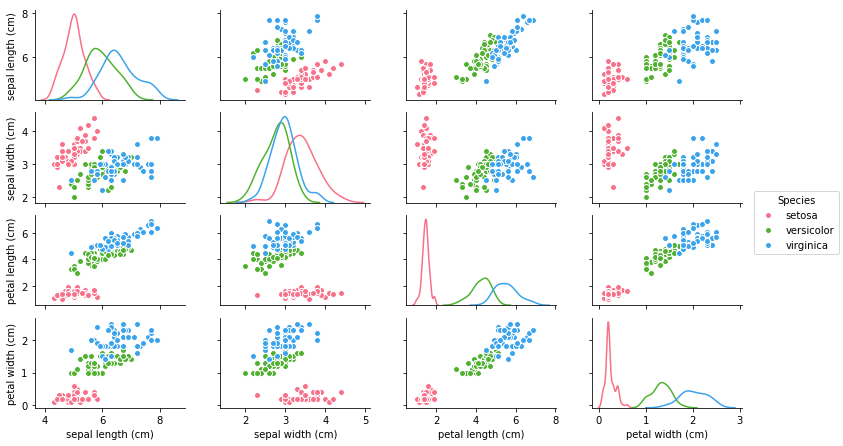 8
6
sepal length (cm)
4
3
2
sepal width (cm)
6
4
2
petal length (cm)
2
1
0
petal width (cm)
4 6 8
sepal length (cm)
2 3 4 5
sepal width (cm)
2 4 6 8
petal length (cm)
0 1 2 3
petal width (cm)
Species
setosa
versicolor
virginica